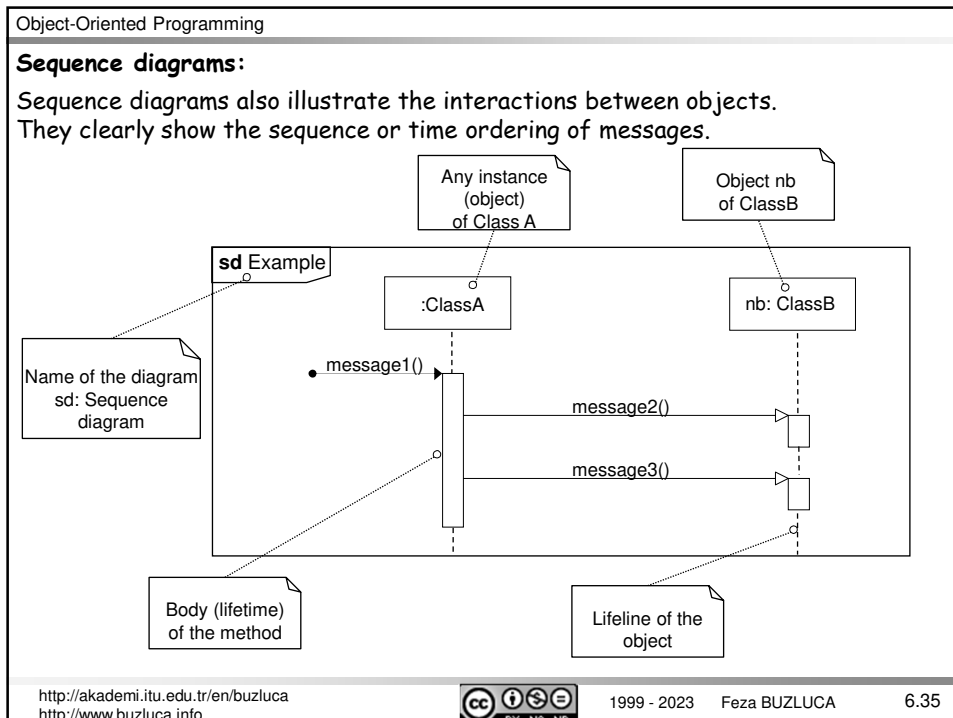 Object-Oriented Programming
Sequence diagrams:
Sequence diagrams also illustrate the interactions between objects.
They clearly show the sequence or time ordering of messages.
Any instance
(object)
of Class A
Object nb
of ClassB
sd Example
:ClassA
nb: ClassB
Name of the diagram
sd: Sequence
diagram
message1()
message2()
message3()
Body (lifetime)
of the method
Lifeline of the
object
http://akademi.itu.edu.tr/en/buzluca
http://www.buzluca.info
cc
1999 - 2023 Feza BUZLUCA
6.35